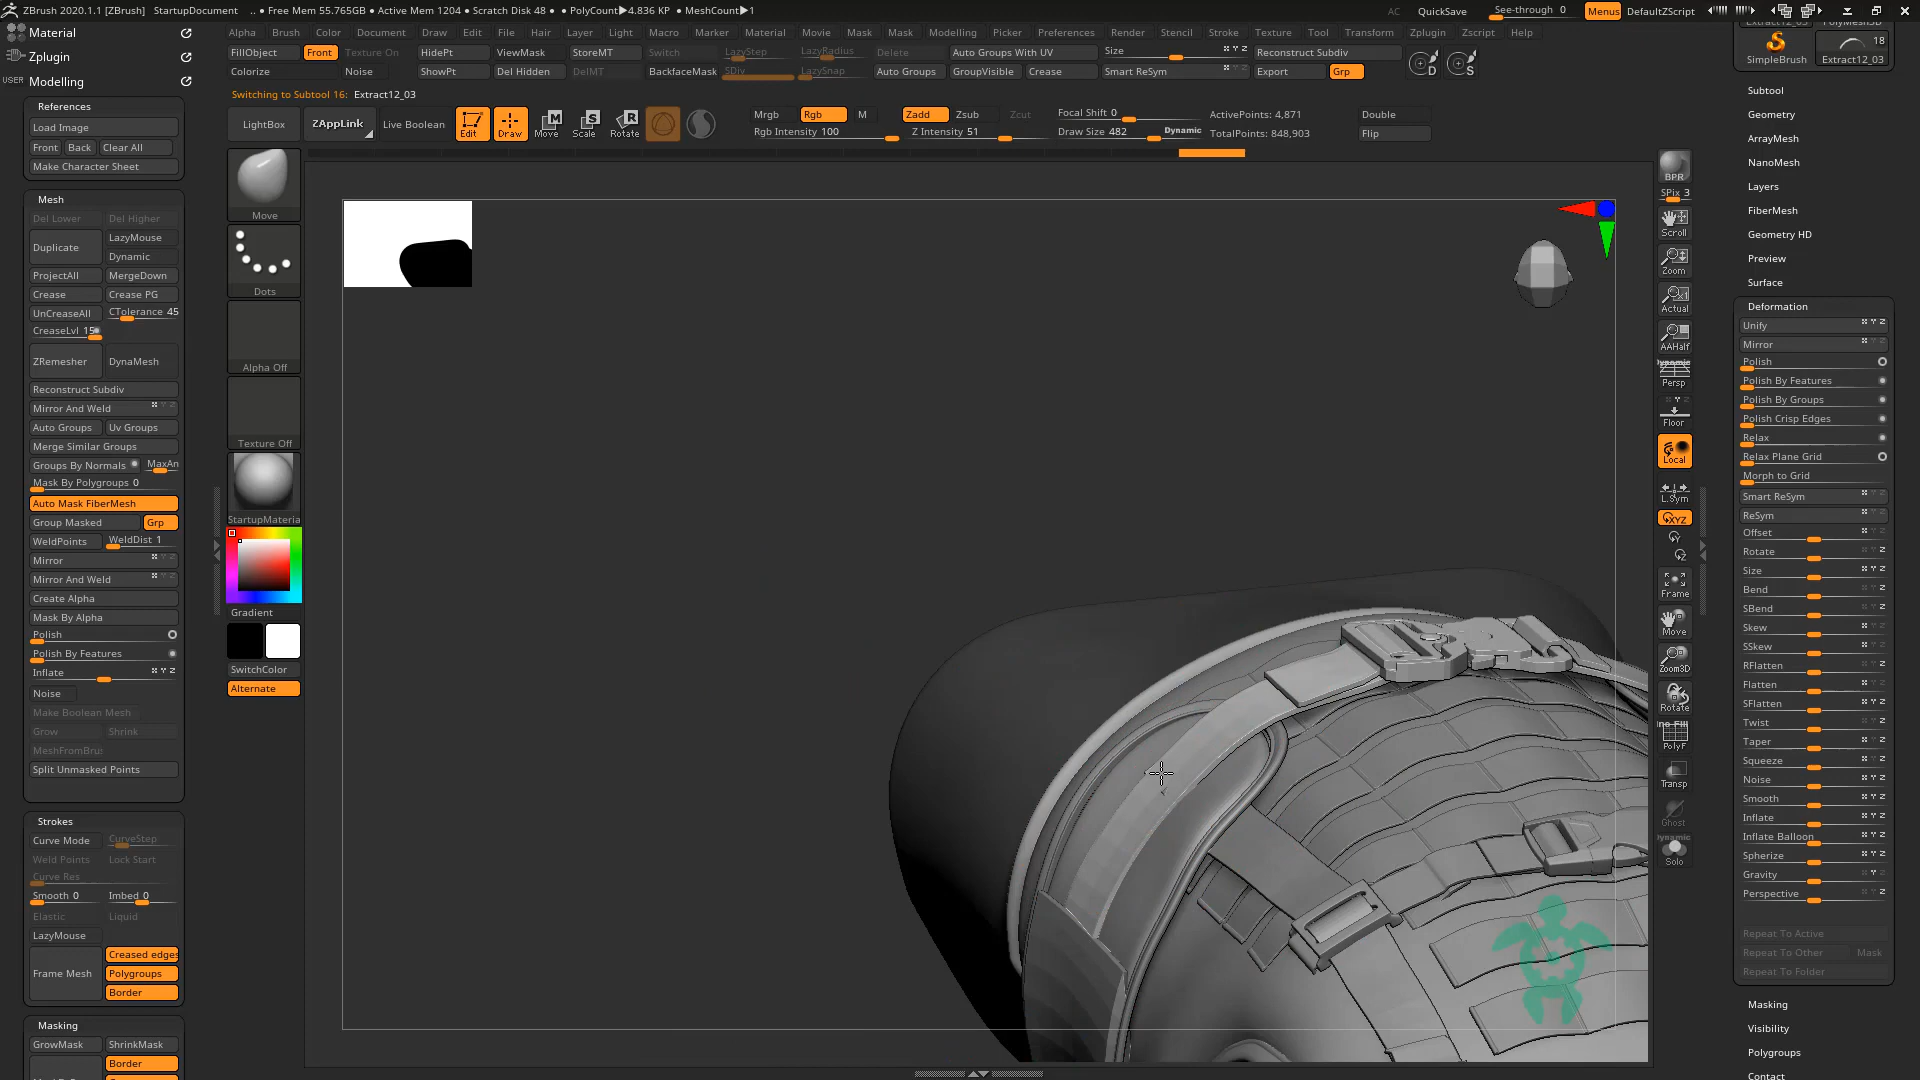 ZBrush 2020.1.1 [ZBrush] StartupDocument .. • Free Mem 55.765GB • Active Mem 1204 • Scratch Disk 48 • • PolyCount▶4.836 KP • MeshCount▶1
AC QuickSave See-through 0 Menus DefaultZScript
Alpha Brush Color Document Draw Edit File Hair Layer Light Macro Marker Material Movie Mask Mask Modelling Picker Preferences Render Stencil Stroke Texture Tool Transform Zplugin Zscript Help
Material
Zplugin
USER Modelling
FillObject Front Texture On HidePt ViewMask StoreMT Switch LazyStep LazyRadius Delete Auto Groups With UV Size Reconstruct Subdiv
Colorize Noise ShowPt Del Hidden DelMT BackfaceMask SDiv LazySnap Auto Groups GroupVisible Crease Smart ReSym Export Grp
D S
Switching to Subtool 16: Extract12_03
LightBox ZAppLink Live Boolean Edit Draw Move Scale Rotate
Mrgb Rgb M Zadd Zsub Zcut Focal Shift 0 ActivePoints: 4,871 Double
Rgb Intensity 100 Z Intensity 51 Draw Size 482 Dynamic TotalPoints: 848,903 Flip
References
Load Image
Front Back Clear All
Make Character Sheet
Mesh
Del Lower Del Higher
Duplicate LazyMouse
Dynamic
ProjectAll MergeDown
Crease Crease PG
UnCreaseAll CTolerance 45
CreaseLvl 15
ZRemesher DynaMesh
Reconstruct Subdiv
Mirror And Weld
Auto Groups Uv Groups
Merge Similar Groups
Groups By Normals MaxAn
Mask By Polygroups 0
Auto Mask FiberMesh
Group Masked Grp
WeldPoints WeldDist 1
Mirror
Mirror And Weld
Create Alpha
Mask By Alpha
Polish
Polish By Features
Inflate
Noise
Make Boolean Mesh
Grow Shrink
MeshFromBru
Split Unmasked Points
Strokes
Curve Mode CurveStep
Weld Points Lock Start
Curve Res
Smooth 0 Imbed 0
Elastic Liquid
LazyMouse
Frame Mesh Creased edges
Polygroups
Border
Masking
GrowMask ShrinkMask
Border
Move
Dots
Alpha Off
Texture Off
StartupMateria
Gradient
SwitchColor
Alternate
BPR
SPix 3
Scroll
Zoom
Actual
AAHalf
Dynamic
Persp
Floor
Local
L.Sym
XYZ
Frame
Move
Zoom3D
Rotate
PolyF
Transp
Ghost
Dynamic
Solo
SimpleBrush 18
Extract12_03
Subtool
Geometry
ArrayMesh
NanoMesh
Layers
FiberMesh
Geometry HD
Preview
Surface
Deformation
Unify
Mirror
Polish
Polish By Features
Polish By Groups
Polish Crisp Edges
Relax
Relax Plane Grid
Morph to Grid
Smart ReSym
ReSym
Offset
Rotate
Size
Bend
SBend
Skew
SSkew
RFlatten
Flatten
SFlatten
Twist
Taper
Squeeze
Noise
Smooth
Inflate
Inflate Balloon
Spherize
Gravity
Perspective
Repeat To Active
Repeat To Other Mask
Repeat To Folder
Masking
Visibility
Polygroups
Contact